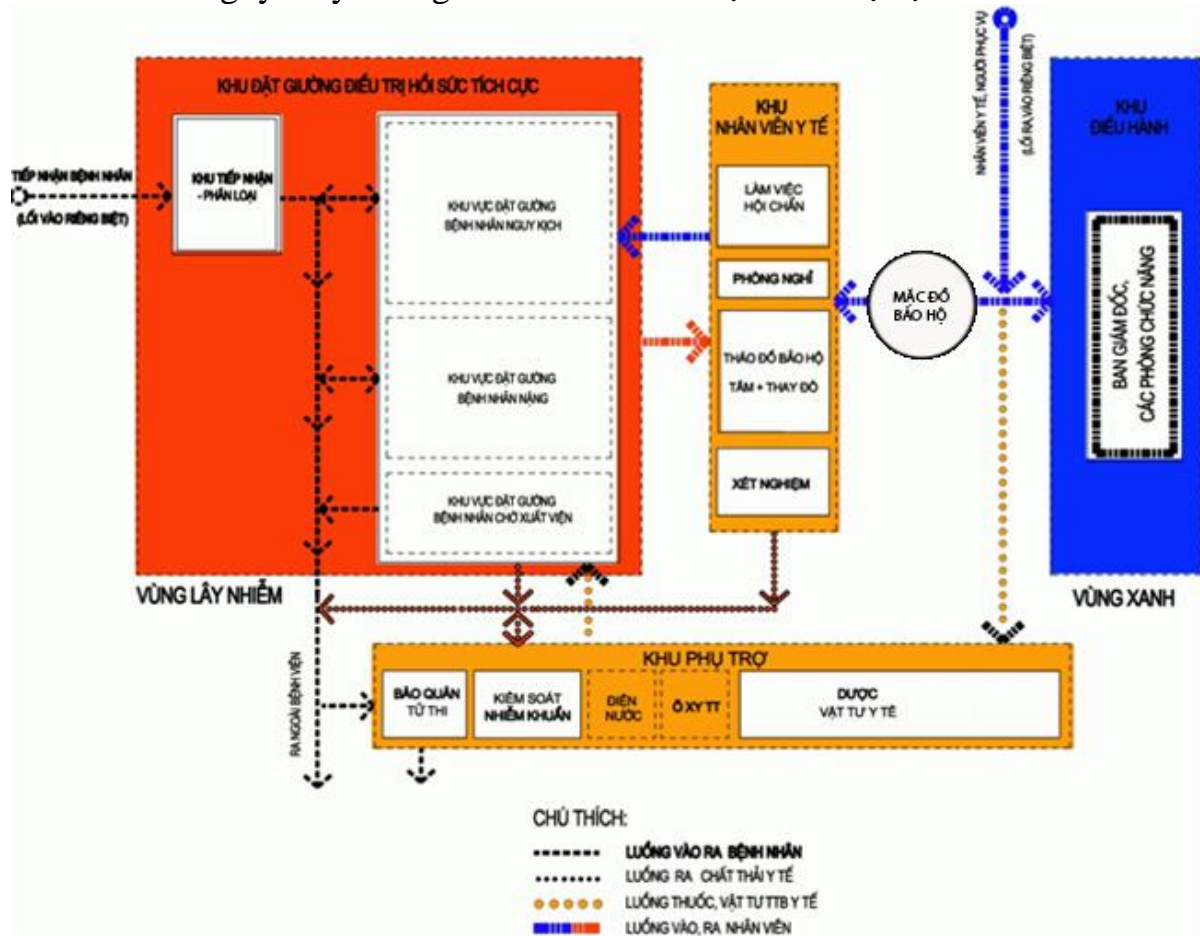 KHU ĐẶT GIƯỜNG ĐIỀU TRỊ HỒI SỨC TÍCH CỰC
TIẾP NHẬN BỆNH NHÂN
(LỐI VÀO RIÊNG BIỆT)
KHU TIẾP NHẬN
- PHÂN LOẠI
KHU VỰC ĐẶT GƯỜNG
BỆNH NHÂN NGUY KỊCH
KHU VỰC ĐẶT GƯỜNG
BỆNH NHÂN NẶNG
KHU VỰC ĐẶT GƯỜNG
BỆNH NHÂN CHỜ XUẤT VIỆN
VÙNG LÂY NHIỄM
KHU
NHÂN VIÊN Y TẾ
LÀM VIỆC
HỘI CHẨN
PHÒNG NGHỈ
THÁO ĐỒ BẢO HỘ
TẮM + THAY ĐỒ
XÉT NGHIỆM
MẶC ĐỒ
BẢO HỘ
NHÂN VIÊN Y TẾ, NGƯỜI PHỤC VỤ
(LỐI RA VÀO RIÊNG BIỆT)
KHU
ĐIỀU HÀNH
BAN GIÁM ĐỐC,
CÁC PHÒNG CHỨC NĂNG
VÙNG XANH
RA NGOÀI BỆNH VIỆN
KHU PHỤ TRỢ
BẢO QUẢN
TỬ THI
KIỂM SOÁT
NHIỄM KHUẨN
ĐIỆN
NƯỚC
Ô XY TT
DƯỢC
VẬT TƯ Y TẾ
CHÚ THÍCH:
LUỒNG VÀO RA BỆNH NHÂN
LUỒNG RA CHẤT THẢI Y TẾ
LUỒNG THUỐC, VẬT TƯ TTB Y TẾ
LUỒNG VÀO, RA NHÂN VIÊN